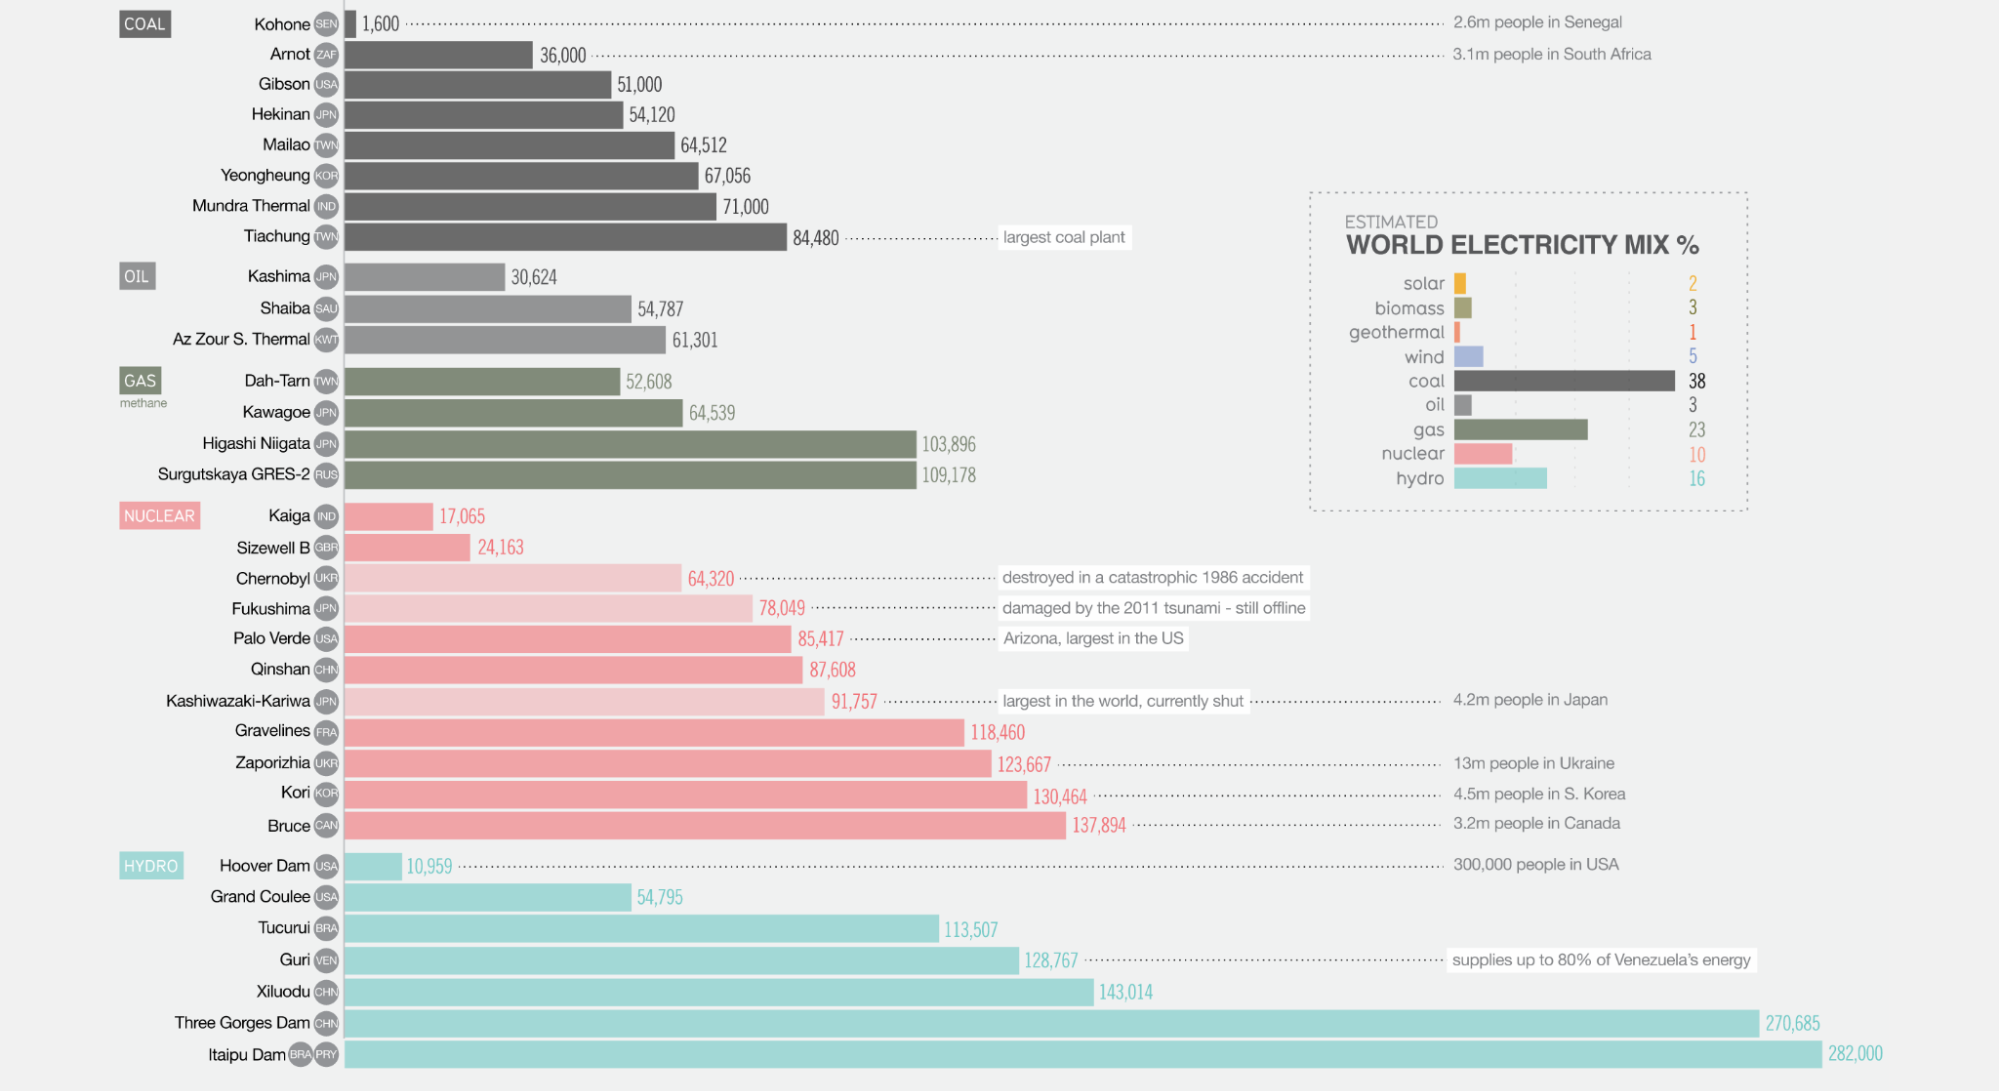 COAL Kohone SEN 1,600 2.6m people in Senegal
Arnot ZAF 36,000 3.1m people in South Africa
Gibson USA 51,000
Hekinan JPN 54,120
Mailao TWN 64,512
Yeongheung KOR 67,056
Mundra Thermal IND 71,000
Tiachung TWN 84,480 largest coal plant
OIL Kashima JPN 30,624
Shaiba SAU 54,787
Az Zour S. Thermal KWT 61,301
GAS Dah-Tarn TWN 52,608
methane
Kawagoe JPN 64,539
Higashi Niigata JPN 103,896
Surgutskaya GRES-2 RUS 109,178
NUCLEAR Kaiga IND 17,065
Sizewell B GBR 24,163
Chernobyl UKR 64,320 destroyed in a catastrophic 1986 accident
Fukushima JPN 78,049 damaged by the 2011 tsunami - still offline
Palo Verde USA 85,417 Arizona, largest in the US
Qinshan CHN 87,608
Kashiwazaki-Kariwa JPN 91,757 largest in the world, currently shut 4.2m people in Japan
Gravelines FRA 118,460
Zaporizhia UKR 123,667 13m people in Ukraine
Kori KOR 130,464 4.5m people in S. Korea
Bruce CAN 137,894 3.2m people in Canada
HYDRO Hoover Dam USA 10,959 300,000 people in USA
Grand Coulee USA 54,795
Tucurui BRA 113,507
Guri VEN 128,767 supplies up to 80% of Venezuela's energy
Xiluodu CHN 143,014
Three Gorges Dam CHN 270,685
Itaipu Dam BRA PRY 282,000
ESTIMATED
WORLD ELECTRICITY MIX %
solar 2
biomass 3
geothermal 1
wind 5
coal 38
oil 3
gas 23
nuclear 10
hydro 16